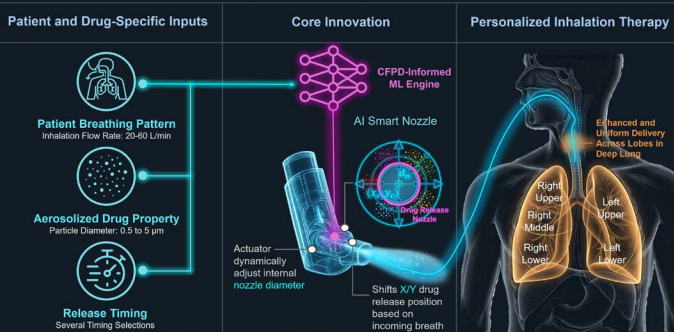 Patient and Drug-Specific Inputs
Core Innovation
Personalized Inhalation Therapy
Patient Breathing Pattern
Inhalation Flow Rate: 20-60 L/min
Aerosolized Drug Property
Particle Diameter: 0.5 to 5 µm
Release Timing
Several Timing Selections
CFPD-Informed
ML Engine
AI Smart Nozzle
Drug Release
Nozzle
Actuator
dynamically
adjust internal
nozzle diameter
Shifts X/Y drug
release position
based on
incoming breath
Enhanced and
Uniform Delivery
Across Lobes in
Deep Lung
Right
Upper
Right
Middle
Right
Lower
Left
Upper
Left
Lower